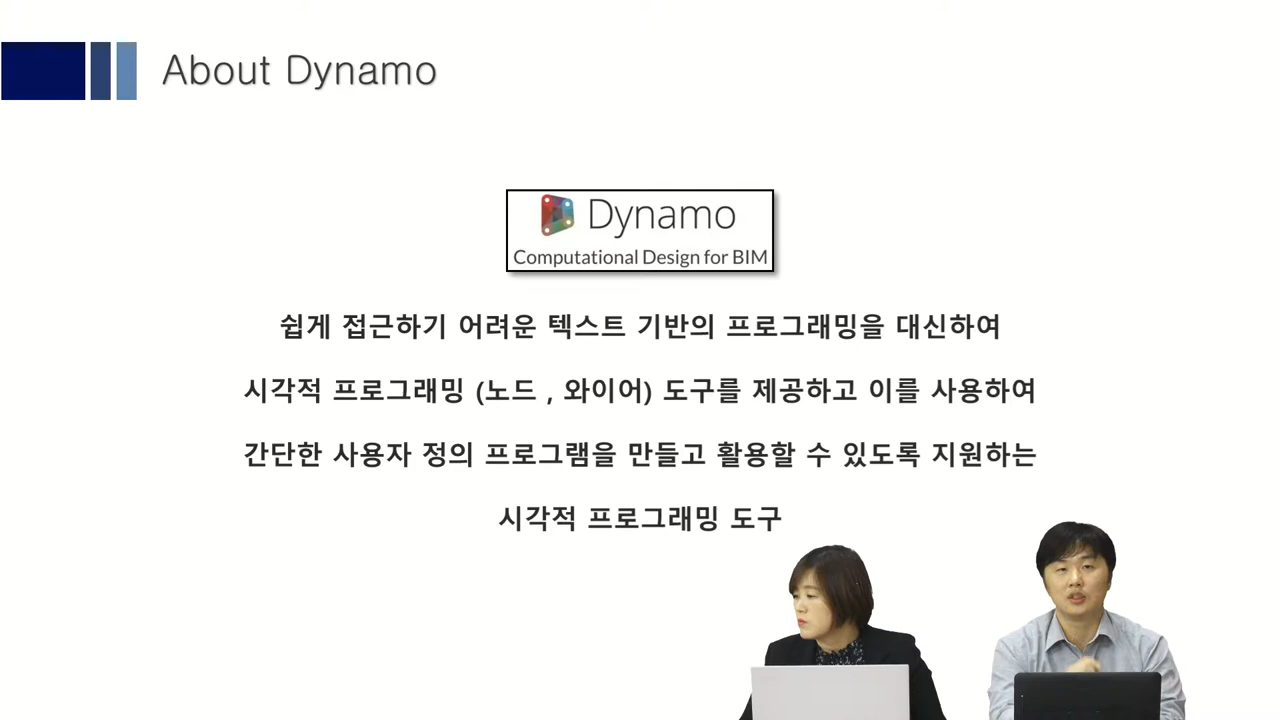 About Dynamo
Dynamo
Computational Design for BIM
쉽게 접근하기 어려운 텍스트 기반의 프로그래밍을 대신하여
시각적 프로그래밍 (노드 , 와이어) 도구를 제공하고 이를 사용하여
간단한 사용자 정의 프로그램을 만들고 활용할 수 있도록 지원하는
시각적 프로그래밍 도구